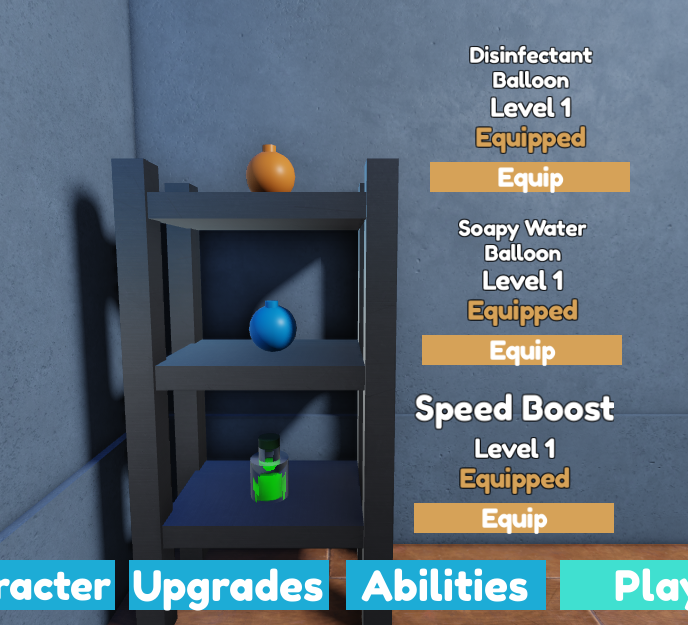 Disinfectant
Balloon
Level 1
Equipped
Equip
Soapy Water
Balloon
Level 1
Equipped
Equip
Speed Boost
Level 1
Equipped
Equip
racter Upgrades Abilities Play